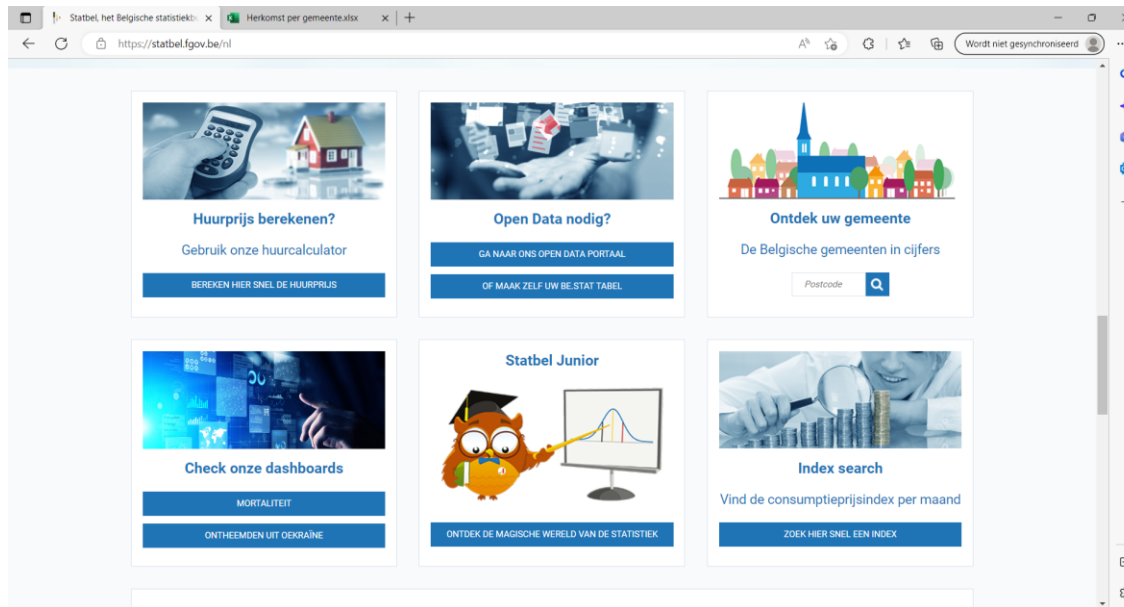 Statbel, het Belgische statistiekb
Herkomst per gemeente.xlsx
https://statbel.fgov.be/nl
Wordt niet gesynchroniseerd
Huurprijs berekenen?
Gebruik onze huurcalculator
BEREKEN HIER SNEL DE HUURPRIJS
Open Data nodig?
GA NAAR ONS OPEN DATA PORTAAL
OF MAAK ZELF UW BE.STAT TABEL
Ontdek uw gemeente
De Belgische gemeenten in cijfers
Postcode
Check onze dashboards
MORTALITEIT
ONTHEEMDEN UIT OEKRAÏNE
Statbel Junior
ONTDEK DE MAGISCHE WERELD VAN DE STATISTIEK
Index search
Vind de consumptieprijsindex per maand
ZOEK HIER SNEL EEN INDEX